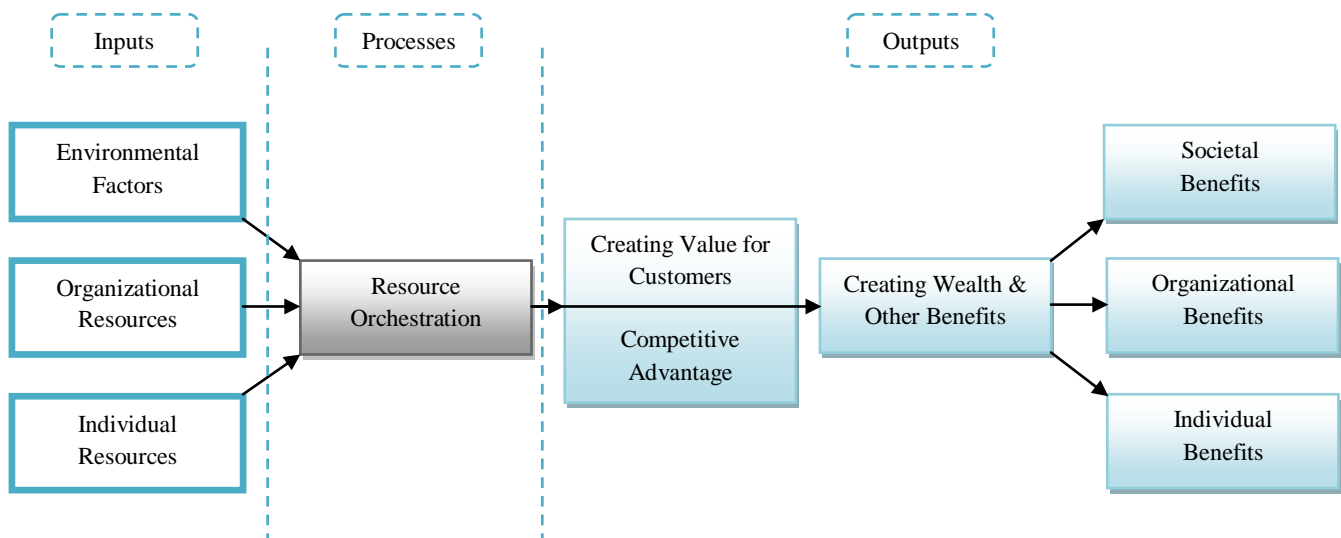 Inputs
Processes
Outputs
Environmental
Factors
Organizational
Resources
Individual
Resources
Resource
Orchestration
Creating Value for
Customers
Competitive
Advantage
Creating Wealth &
Other Benefits
Societal
Benefits
Organizational
Benefits
Individual
Benefits